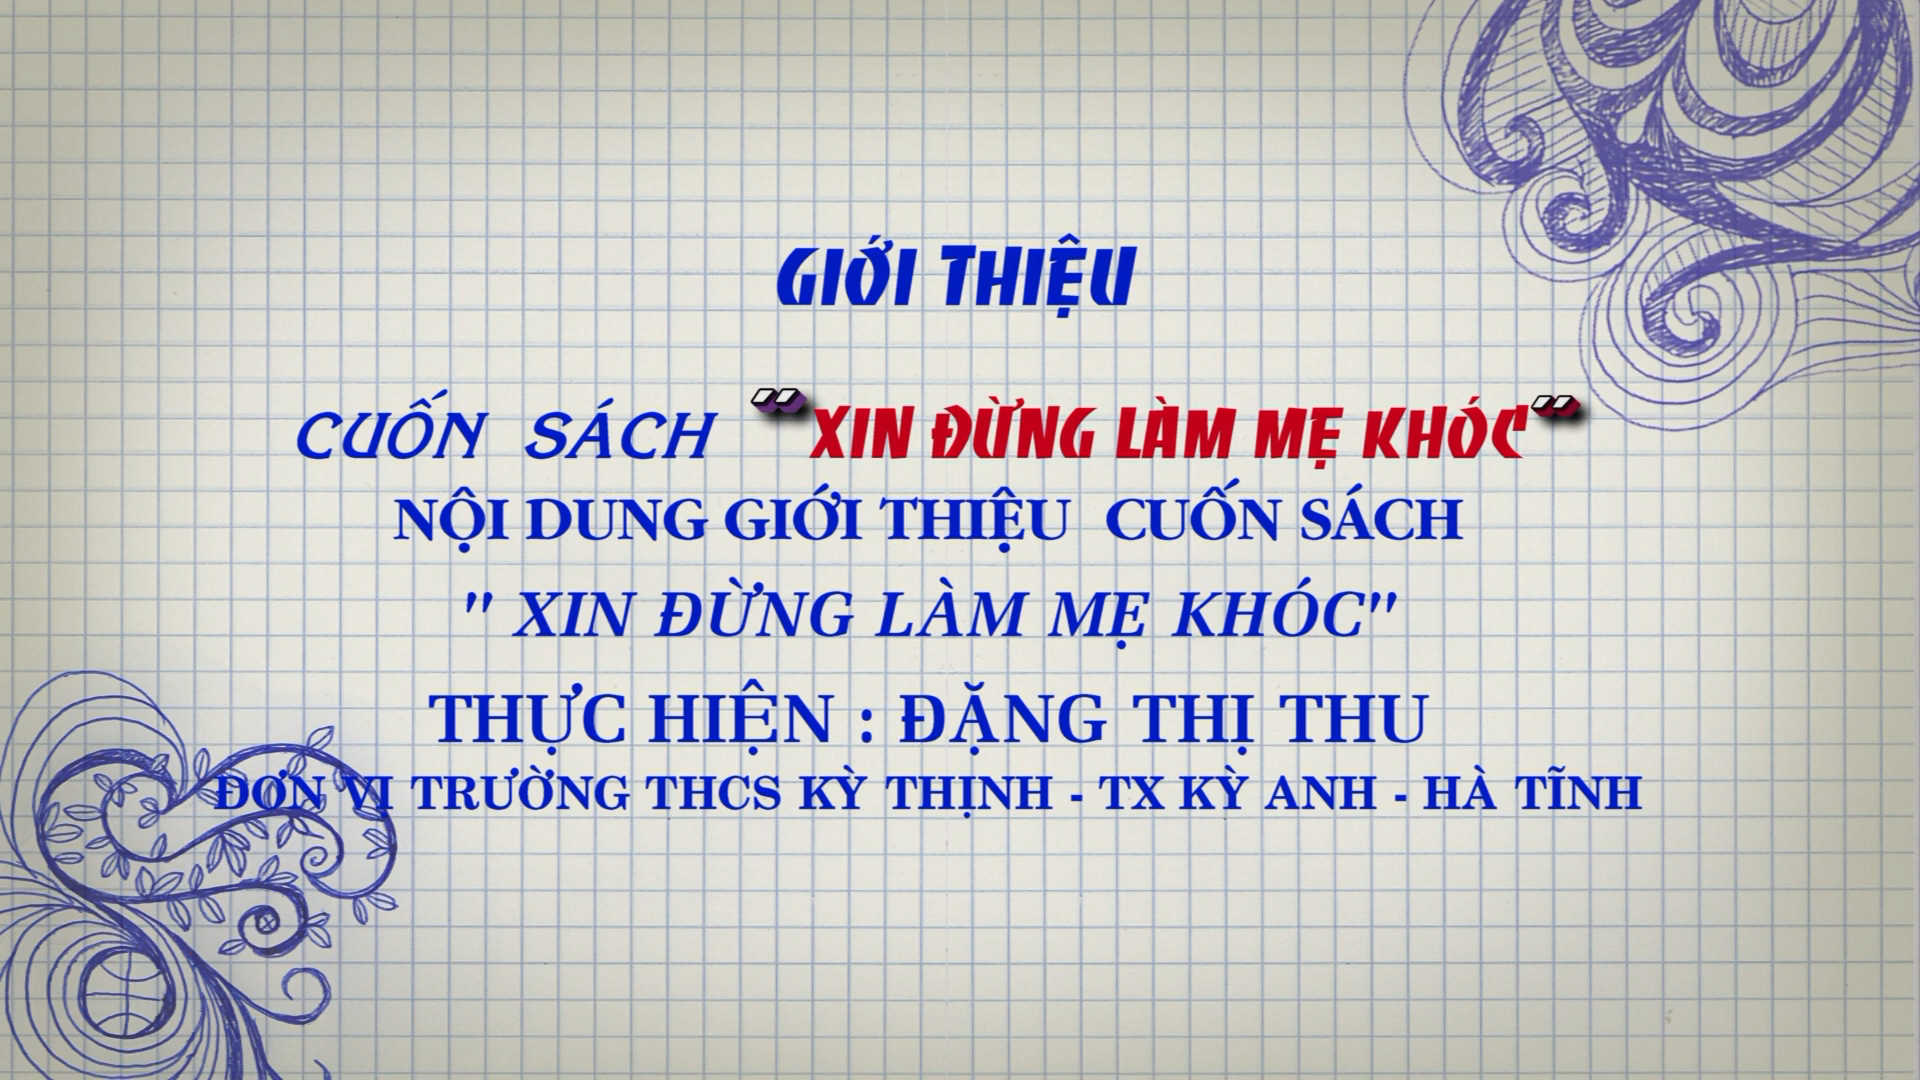 GIỚI THIỆU
CUỐN SÁCH "XIN ĐỪNG LÀM MẸ KHÓC"
NỘI DUNG GIỚI THIỆU CUỐN SÁCH
" XIN ĐỪNG LÀM MẸ KHÓC"
THỰC HIỆN : ĐẶNG THỊ THU
ĐƠN VỊ TRƯỜNG THCS KỲ THỊNH - TX KỲ ANH - HÀ TĨNH